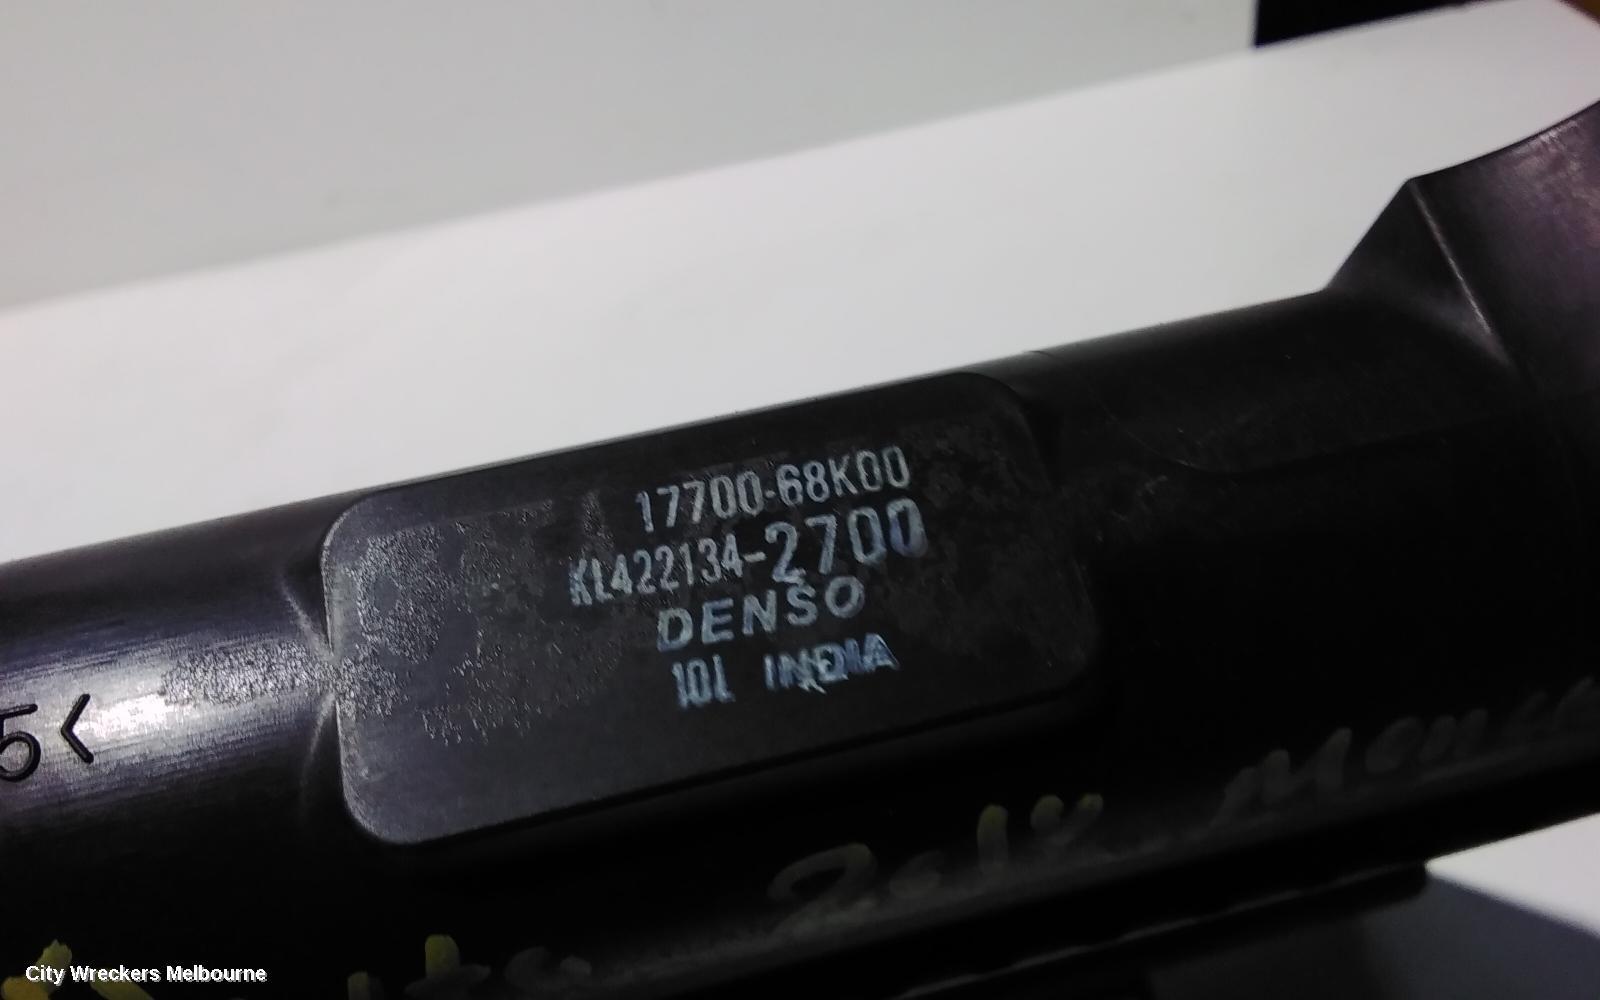 17700-68K00
KL422134-2700
DENSO
10L INDIA
5<
City Wreckers Melbourne